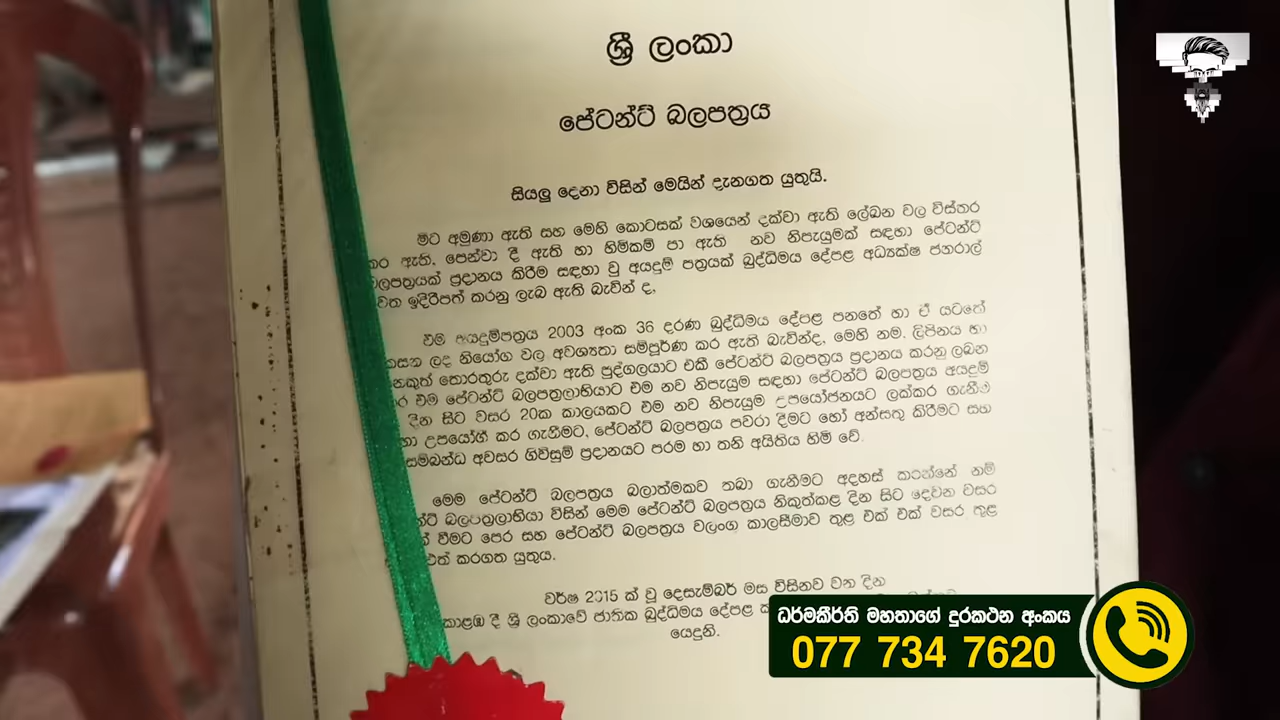 ශ්‍රී ලංකා
පේටන්ට් බලපත්‍රය
සියලු දෙනා විසින් මෙයින් දැනගත යුතුයි.
මීට අමුණා ඇති සහ මෙහි කොටසක් වශයෙන් දක්වා ඇති ලේඛන වල විස්තර
කර ඇති, පෙන්වා දී ඇති හා හිමිකම් පා ඇති නව නිපැයුමක් සඳහා පේටන්ට්
බලපත්‍රයක් ප්‍රදානය කිරීම සඳහා වූ අයදුම් පත්‍රයක් බුද්ධිමය දේපළ අධ්‍යක්ෂ ජනරාල්
වෙත ඉදිරිපත් කරනු ලැබ ඇති බැවින් ද,
එම අයදුම්පත්‍රය 2003 අංක 36 දරණ බුද්ධිමය දේපළ පනතේ හා ඒ යටතේ
ලද නියෝග වල අවශ්‍යතා සම්පූර්ණ කර ඇති බැවින්ද, මෙහි නම, ලිපිනය හා
තොරතුරු දක්වා ඇති පුද්ගලයාට එකී පේටන්ට් බලපත්‍රය ප්‍රදානය කරනු ලබන
එම පේටන්ට් බලපත්‍රලාභියාට එම නව නිපැයුම සඳහා පේටන්ට් බලපත්‍රය අයදුම්
දින සිට වසර 20ක කාලයකට එම නව නිපැයුම උපයෝජනයට ලක්කර ගැනීම
හා උපයෝගී කර ගැනීමට, පේටන්ට් බලපත්‍රය පවරා දීමට හෝ අන්සතු කිරීමට සහ
සම්බන්ධ අවසර ගිවිසුම් ප්‍රදානයට පරම හා තනි අයිතිය හිමි වේ.
මෙම පේටන්ට් බලපත්‍රය බලාත්මකව තබා ගැනීමට අදහස් කරන්නේ නම්
බලපත්‍රලාභියා විසින් මෙම පේටන්ට් බලපත්‍රය නිකුත්කළ දින සිට දෙවන වසර
වීමට පෙර සහ පේටන්ට් බලපත්‍රය වලංගු කාලසීමාව තුළ එක් එක් වසර තුළ
කරගත යුතුය.
වර්ෂ 2015 ක් වූ දෙසැම්බර් මස විසිනව වන දින
කොළඹ දී ශ්‍රී ලංකාවේ ජාතික බුද්ධිමය දේපළ
යෙදුනි.
ධර්මකීර්ති මහතාගේ දුරකථන අංකය
077 734 7620